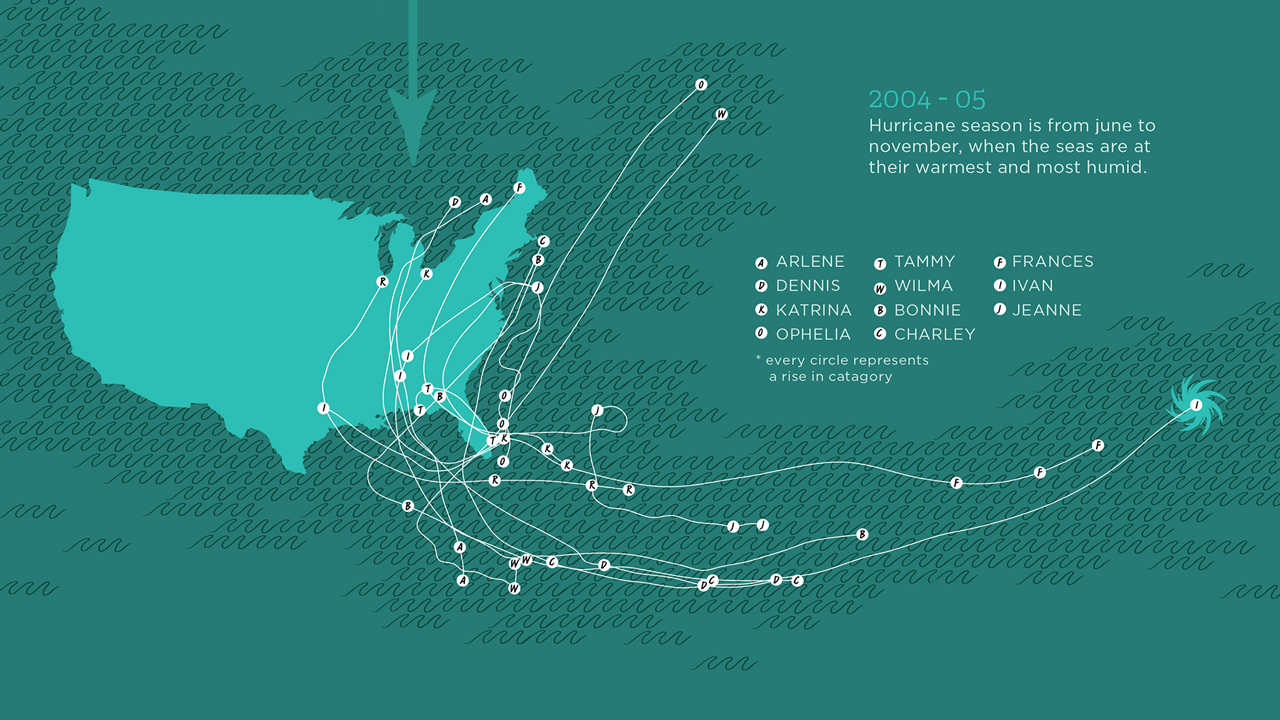 2004 - 05
Hurricane season is from june to
november, when the seas are at
their warmest and most humid.
A ARLENE T TAMMY F FRANCES
D DENNIS W WILMA I IVAN
K KATRINA B BONNIE J JEANNE
O OPHELIA C CHARLEY
* every circle represents
a rise in catagory
O
W
F
A
D
C
B
K
R
J
I
I
T
B
O
I
T
J
O
K
T
F
K
O
K
F
R
F
R
R
B
J
J
B
A
W
W
C
D
A
W
D
C
D
C
I